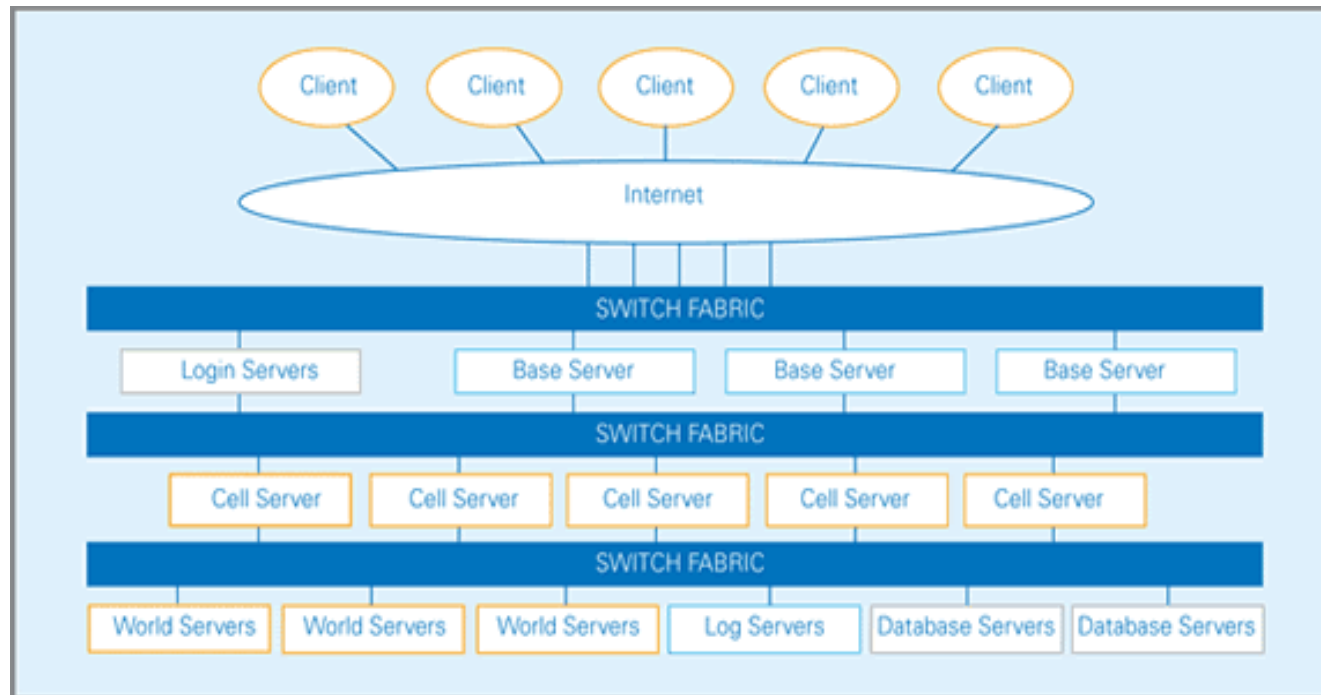 Client
Client
Client
Client
Client
Internet
SWITCH FABRIC
Login Servers
Base Server
Base Server
Base Server
SWITCH FABRIC
Cell Server
Cell Server
Cell Server
Cell Server
Cell Server
SWITCH FABRIC
World Servers
World Servers
World Servers
Log Servers
Database Servers
Database Servers